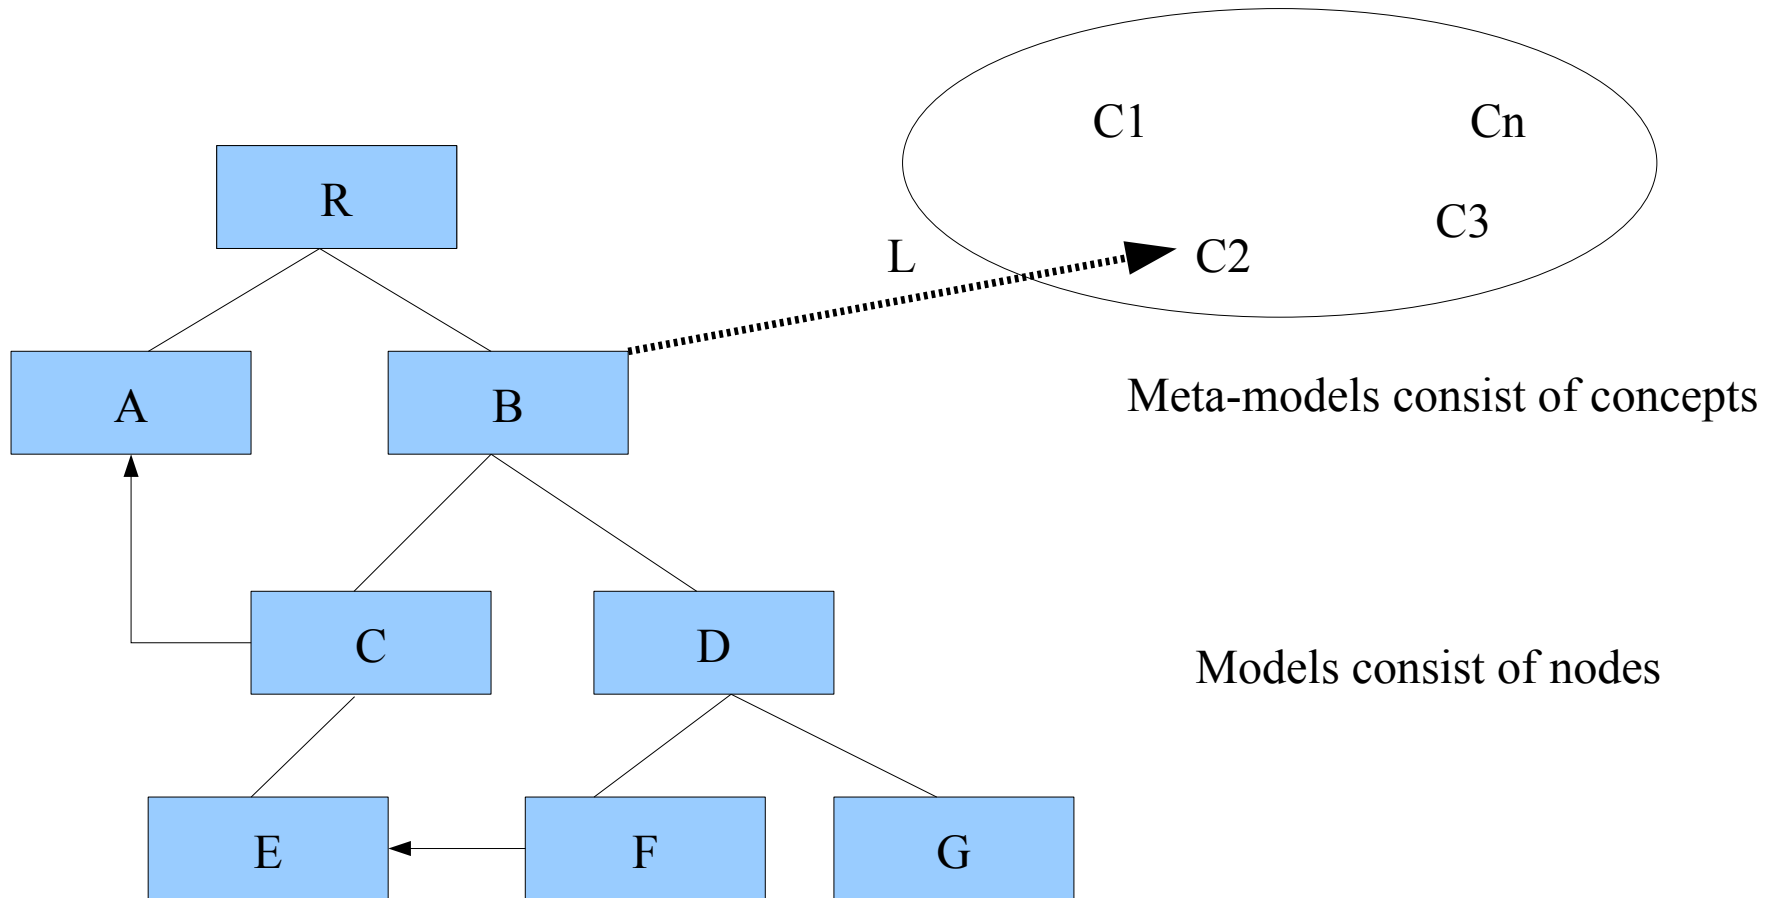 C1
Cn
R
C3
L
C2
A
B
Meta-models consist of concepts
C
D
Models consist of nodes
E
F
G